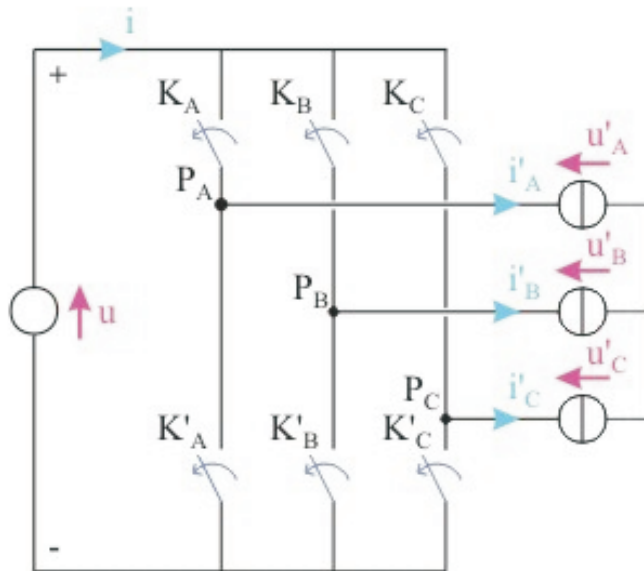 i
+
K_A K_B K_C
u'_A
P_A i'_A
u'_B
P_B i'_B
u
u'_C
P_C i'_C
K'_A K'_B K'_C
-